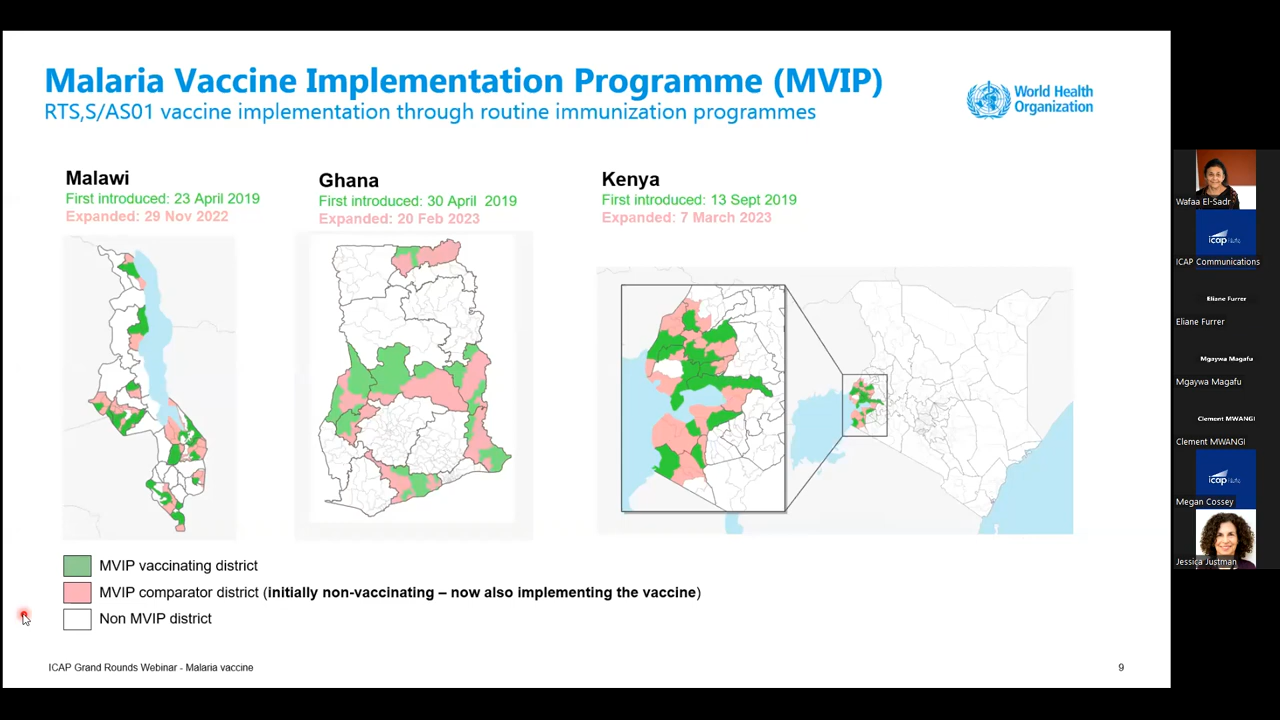 Malaria Vaccine Implementation Programme (MVIP)
RTS,S/AS01 vaccine implementation through routine immunization programmes
World Health
Organization
Malawi
First introduced: 23 April 2019
Expanded: 29 Nov 2022
Ghana
First introduced: 30 April 2019
Expanded: 20 Feb 2023
Kenya
First introduced: 13 Sept 2019
Expanded: 7 March 2023
MVIP vaccinating district
MVIP comparator district (initially non-vaccinating – now also implementing the vaccine)
Non MVIP district
ICAP Grand Rounds Webinar - Malaria vaccine
9
Wafaa El-Sadr
icap
ICAP Communications
Eliane Furrer
Eliane Furrer
Mgaywa Magafu
Mgaywa Magafu
Clement MWANGI
Clement MWANGI
icap
Megan Cossey
Jessica Justman